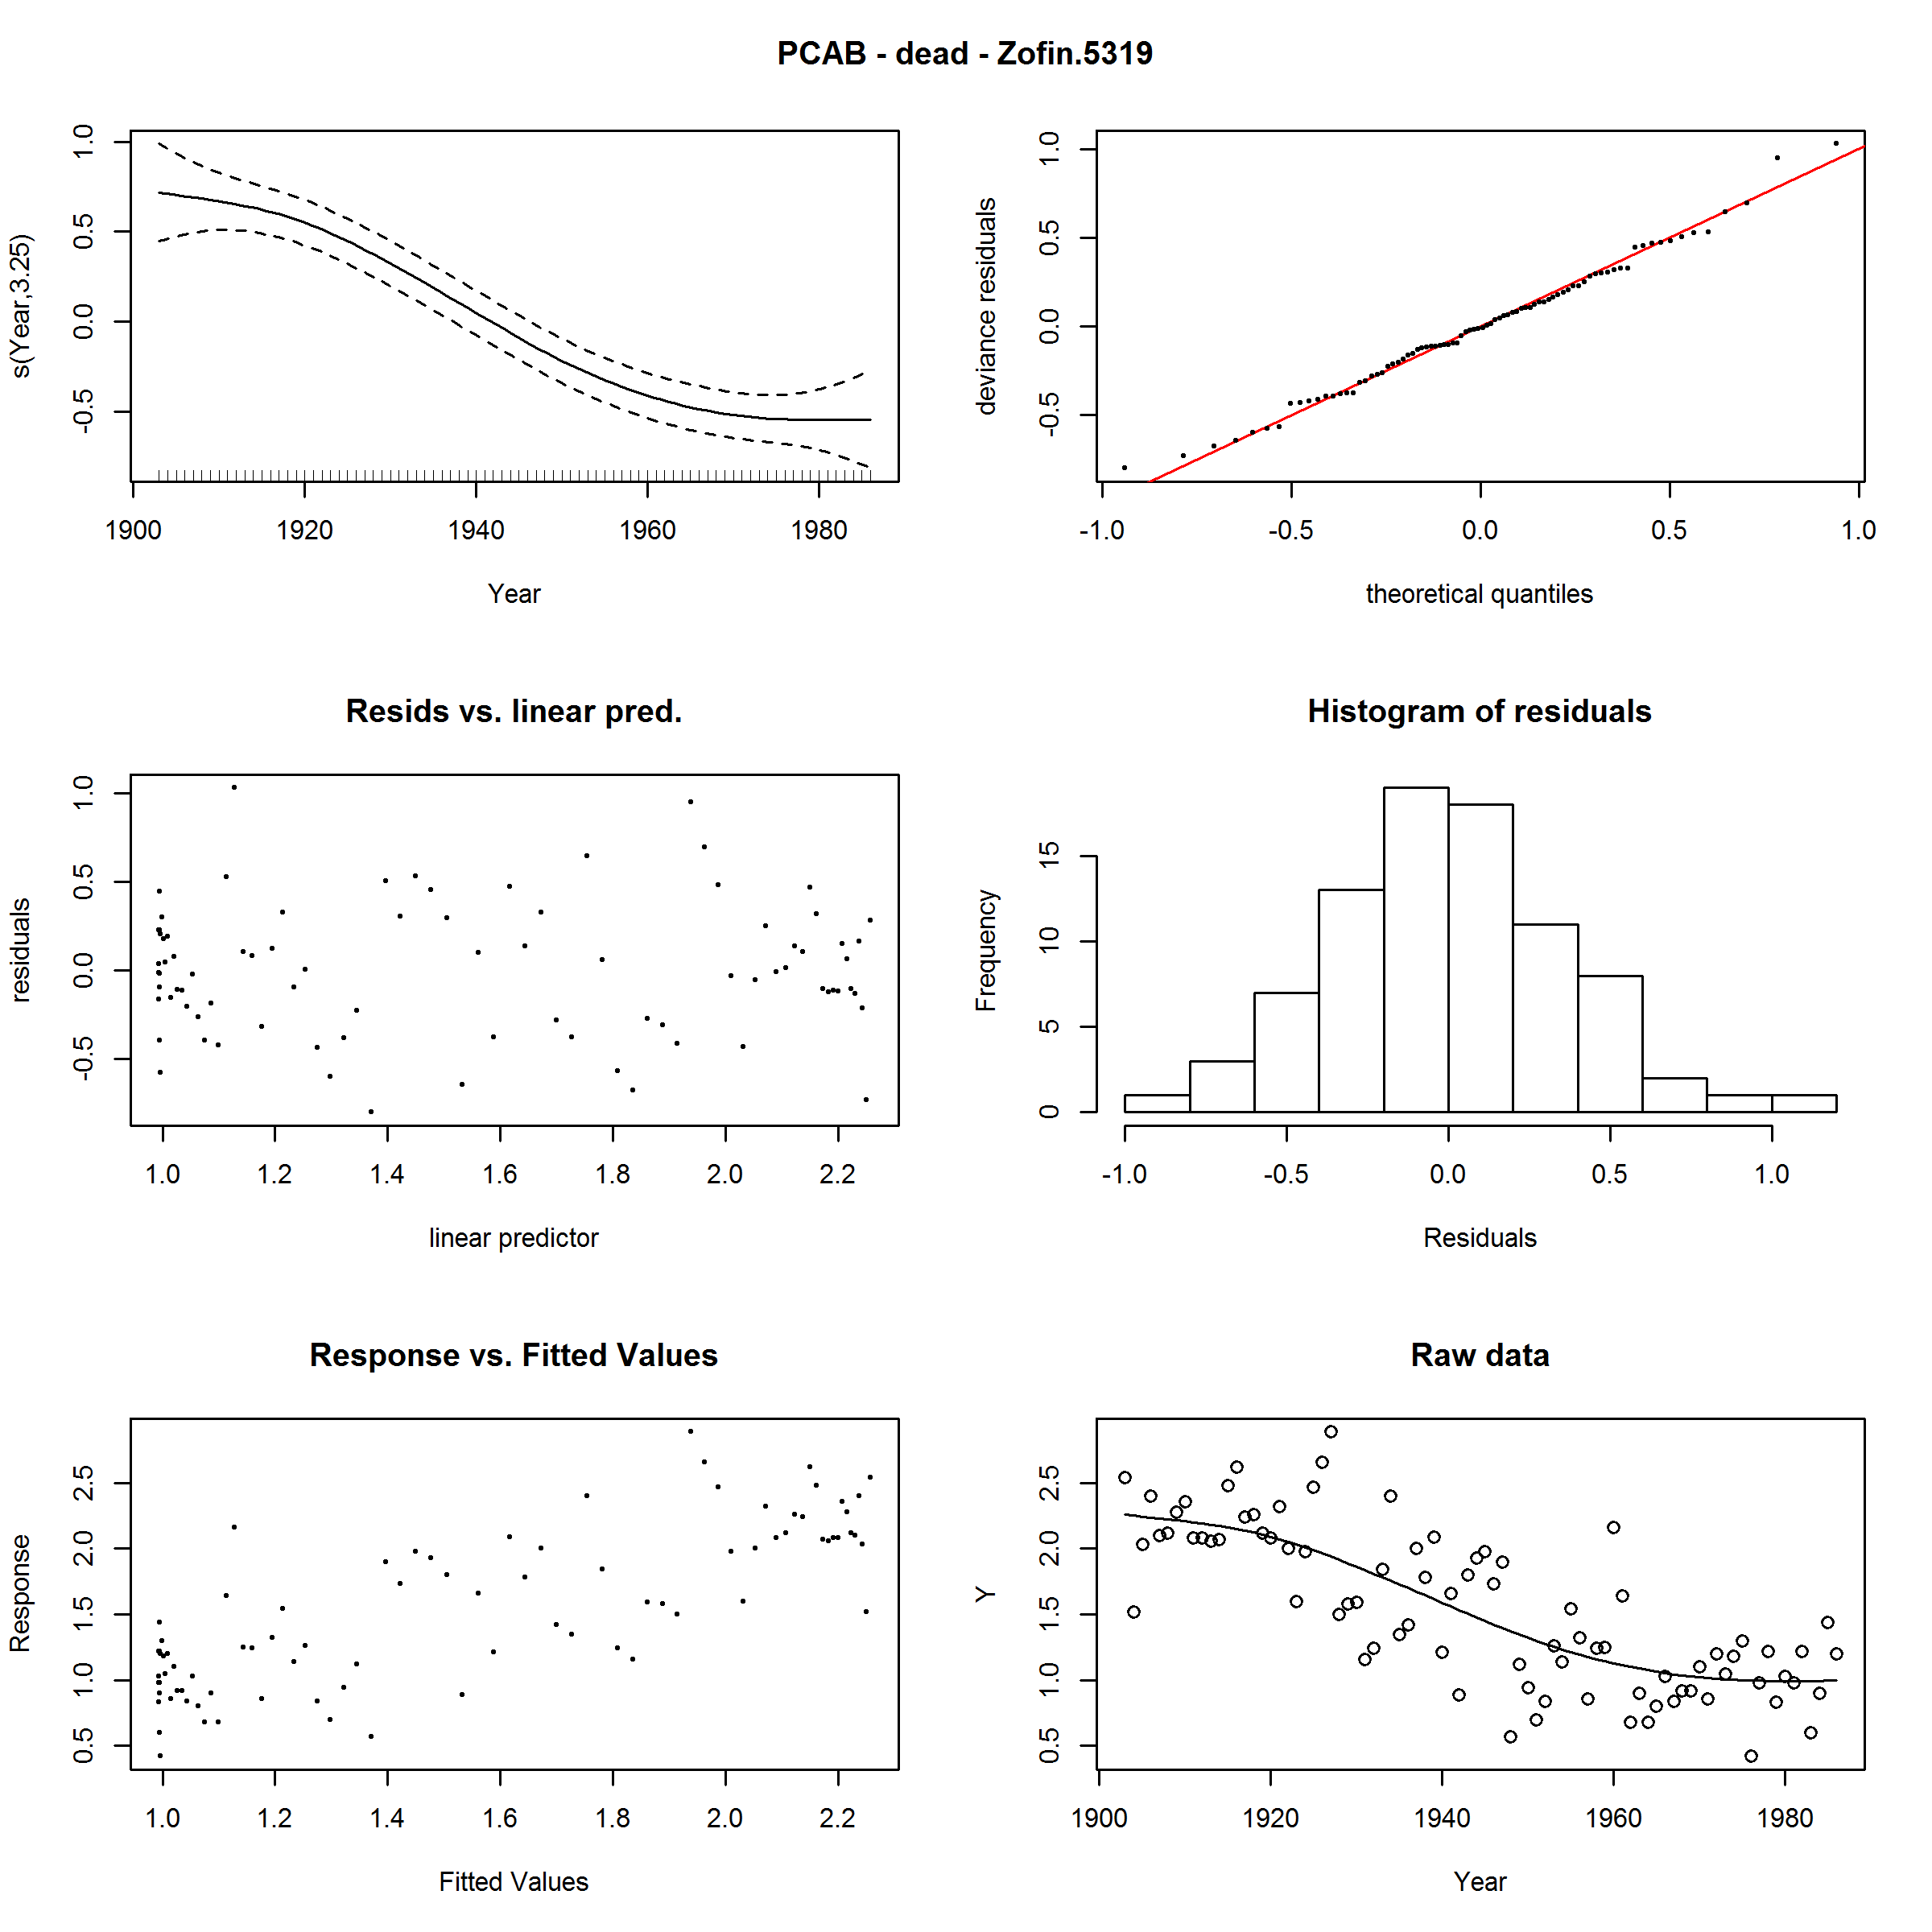 PCAB - dead - Zofin.5319
s(Year,3.25)
1.0
0.5
0.0
-0.5
1900 1920 1940 1960 1980
Year
deviance residuals
1.0
0.5
0.0
-0.5
-1.0 -0.5 0.0 0.5 1.0
theoretical quantiles
Resids vs. linear pred.
residuals
1.0
0.5
0.0
-0.5
1.0 1.2 1.4 1.6 1.8 2.0 2.2
linear predictor
Histogram of residuals
Frequency
15
10
5
0
-1.0 -0.5 0.0 0.5 1.0
Residuals
Response vs. Fitted Values
Response
2.5
2.0
1.5
1.0
0.5
1.0 1.2 1.4 1.6 1.8 2.0 2.2
Fitted Values
Raw data
Y
2.5
2.0
1.5
1.0
0.5
1900 1920 1940 1960 1980
Year